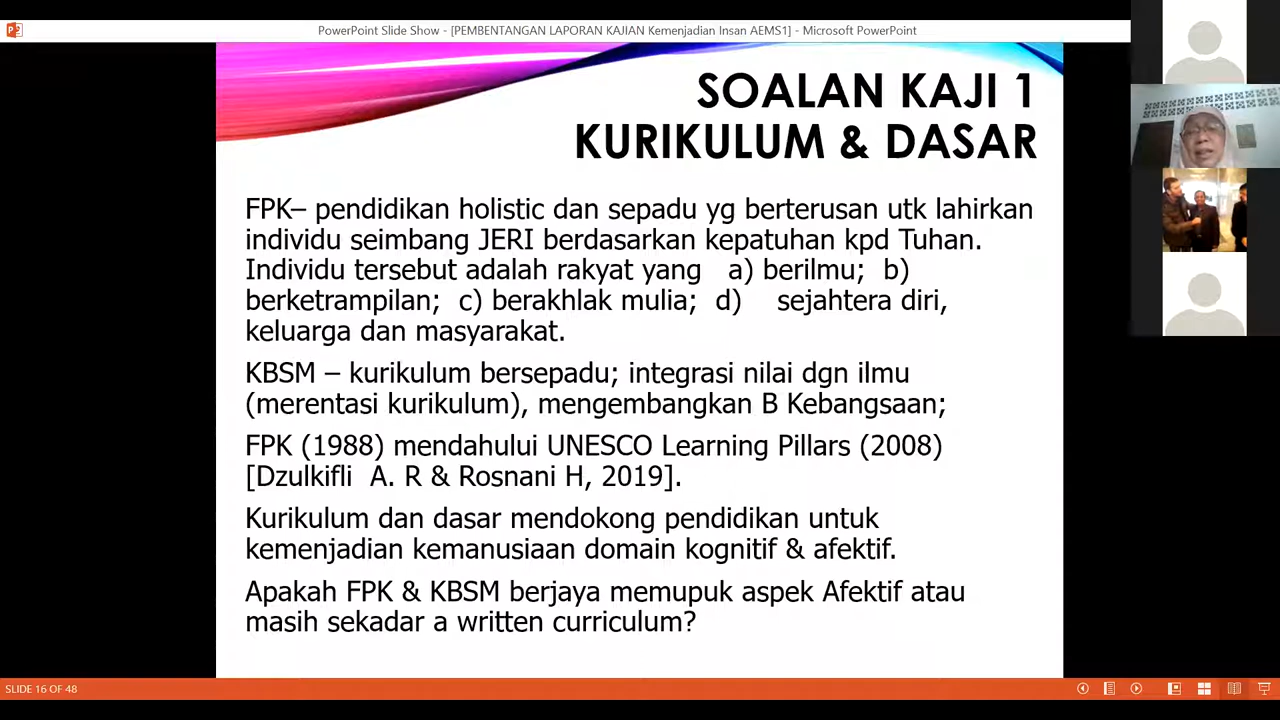 PowerPoint Slide Show - [PEMBENTANGAN LAPORAN KAJIAN Kemenjadian Insan AEMS1] - Microsoft PowerPoint
SOALAN KAJI 1
KURIKULUM & DASAR
FPK– pendidikan holistic dan sepadu yg berterusan utk lahirkan
individu seimbang JERI berdasarkan kepatuhan kpd Tuhan.
Individu tersebut adalah rakyat yang a) berilmu; b)
berketrampilan; c) berakhlak mulia; d) sejahtera diri,
keluarga dan masyarakat.
KBSM – kurikulum bersepadu; integrasi nilai dgn ilmu
(merentasi kurikulum), mengembangkan B Kebangsaan;
FPK (1988) mendahului UNESCO Learning Pillars (2008)
[Dzulkifli A. R & Rosnani H, 2019].
Kurikulum dan dasar mendokong pendidikan untuk
kemenjadian kemanusiaan domain kognitif & afektif.
Apakah FPK & KBSM berjaya memupuk aspek Afektif atau
masih sekadar a written curriculum?
SLIDE 16 OF 48